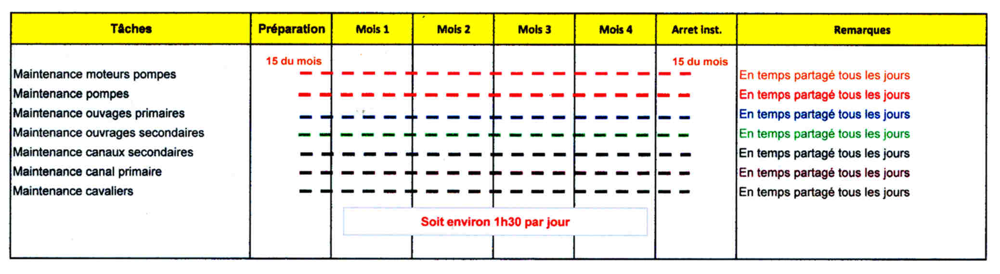 Tâches Préparation Mois 1 Mois 2 Mois 3 Mois 4 Arret inst. Remarques
15 du mois 15 du mois
Maintenance moteurs pompes En temps partagé tous les jours
Maintenance pompes En temps partagé tous les jours
Maintenance ouvages primaires En temps partagé tous les jours
Maintenance ouvrages secondaires En temps partagé tous les jours
Maintenance canaux secondaires En temps partagé tous les jours
Maintenance canal primaire En temps partagé tous les jours
Maintenance cavaliers En temps partagé tous les jours
Soit environ 1h30 par jour